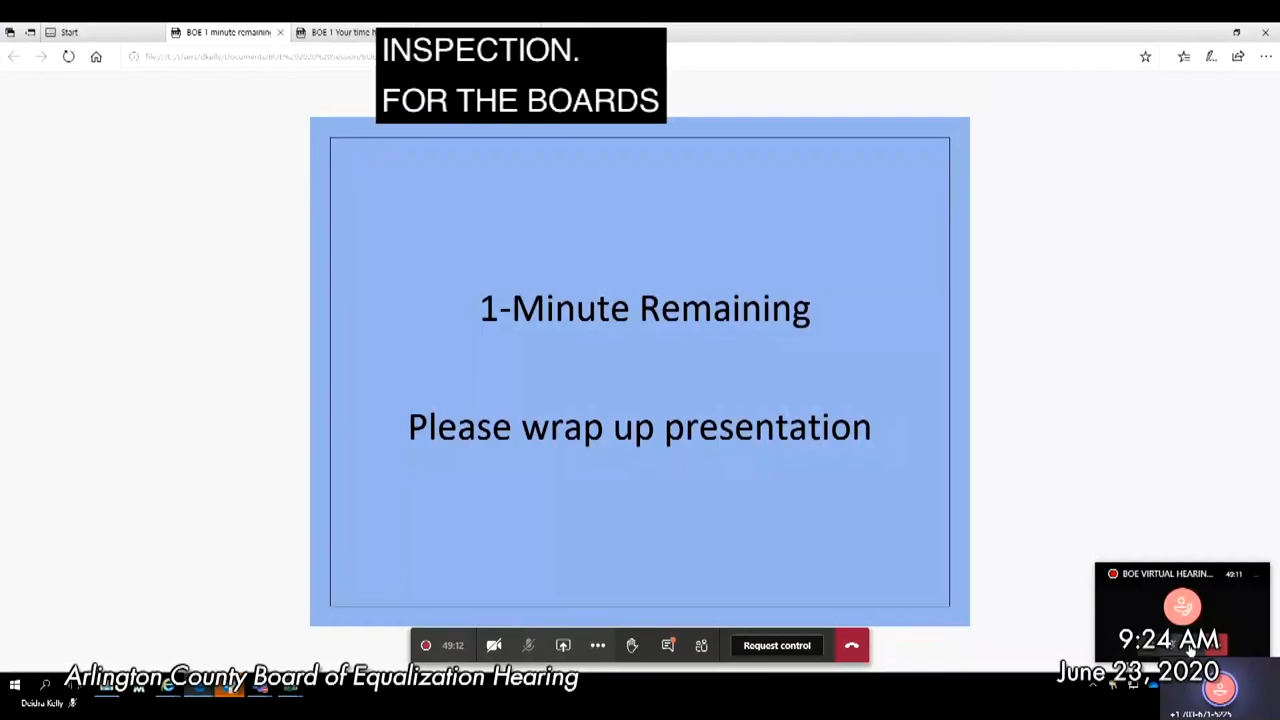 Start
BOE 1 minute remaining
BOE 1 Your time h
INSPECTION.
FOR THE BOARDS
1-Minute Remaining
Please wrap up presentation
BOE VIRTUAL HEARIN... 49:11 ...
49:12
Request control
9:24 AM
June 23, 2020
Arlington County Board of Equalization Hearing
Deidra Kelly